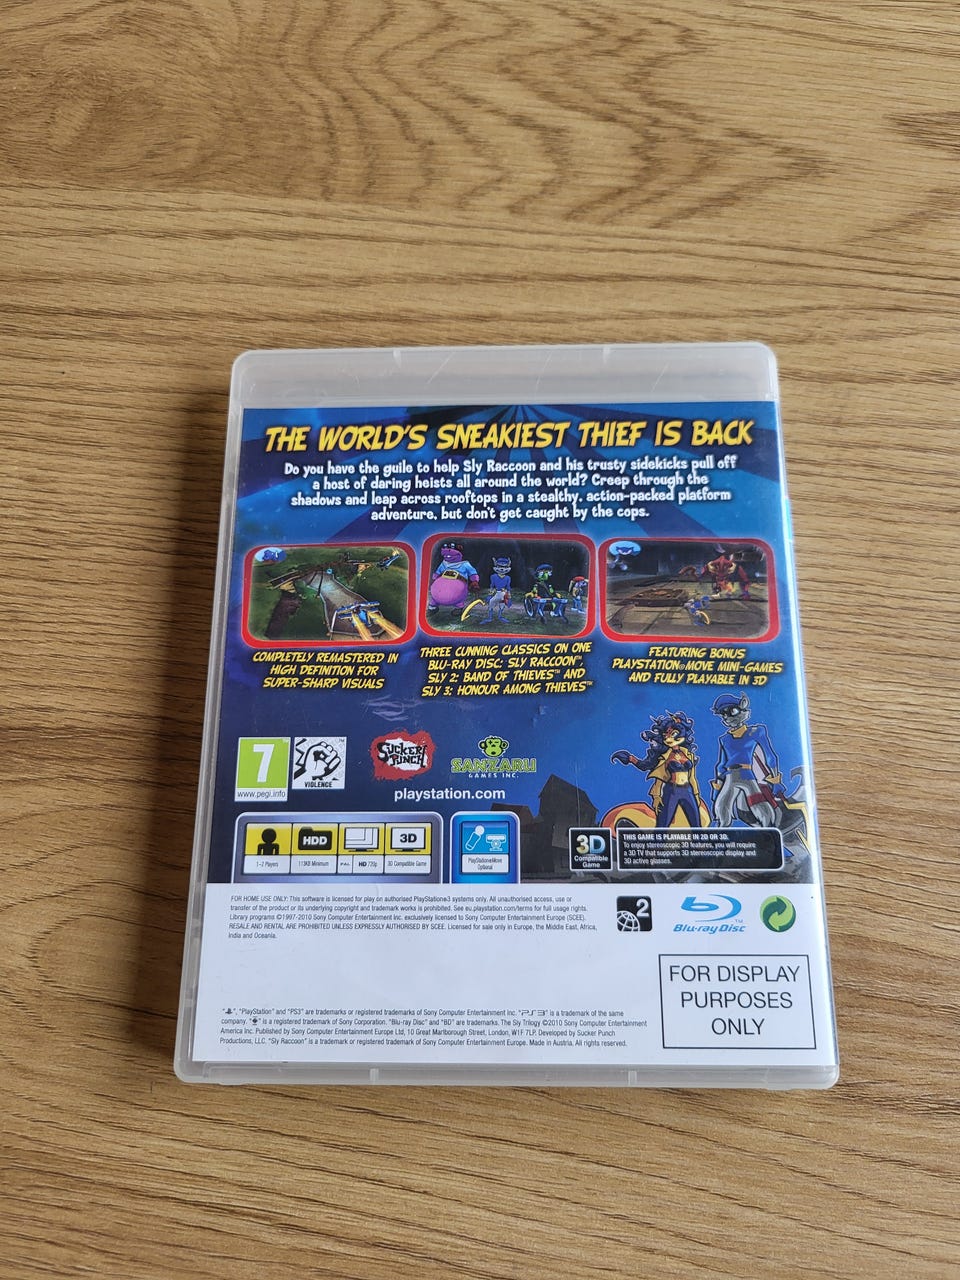 THE WORLD'S SNEAKIEST THIEF IS BACK
Do you have the guile to help Sly Raccoon and his trusty sidekicks pull off
a host of daring heists all around the world? Creep through the
shadows and leap across rooftops in a stealthy, action-packed platform
adventure, but don't get caught by the cops.
COMPLETELY REMASTERED IN
HIGH DEFINITION FOR
SUPER-SHARP VISUALS
THREE CUNNING CLASSICS ON ONE
BLU-RAY DISC: SLY RACCOON™,
SLY 2: BAND OF THIEVES™ AND
SLY 3: HONOUR AMONG THIEVES™
FEATURING BONUS
PLAYSTATION®MOVE MINI-GAMES
AND FULLY PLAYABLE IN 3D
7
www.pegi.info
VIOLENCE
SUCKER PUNCH
SANZARU
GAMES INC.
playstation.com
1-2 Players
HDD
113KB Minimum
PAL
HD 720p
3D
3D Compatible Game
PlayStation®Move
Optional
3D
Compatible
Game
THIS GAME IS PLAYABLE IN 2D OR 3D.
To enjoy stereoscopic 3D features, you will require
a 3D TV that supports 3D stereoscopic display and
3D active glasses.
FOR HOME USE ONLY: This software is licensed for play on authorised PlayStation®3 systems only. All unauthorised access, use or
transfer of the product or its underlying copyright and trademark works is prohibited. See eu.playstation.com/terms for full usage rights.
Library programs ©1997-2010 Sony Computer Entertainment Inc. exclusively licensed to Sony Computer Entertainment Europe (SCEE).
RESALE AND RENTAL ARE PROHIBITED UNLESS EXPRESSLY AUTHORISED BY SCEE. Licensed for sale only in Europe, the Middle East, Africa,
India and Oceania.
2
Blu-ray Disc™
FOR DISPLAY
PURPOSES
ONLY
" ", "PlayStation" and "PS3" are trademarks or registered trademarks of Sony Computer Entertainment Inc. "PS3" is a trademark of the same
company. " " is a registered trademark of Sony Corporation. "Blu-ray Disc" and "BD" are trademarks. The Sly Trilogy ©2010 Sony Computer Entertainment
America Inc. Published by Sony Computer Entertainment Europe Ltd, 10 Great Marlborough Street, London, W1F 7LP. Developed by Sucker Punch
Productions, LLC. "Sly Raccoon" is a trademark or registered trademark of Sony Computer Entertainment Europe. Made in Austria. All rights reserved.